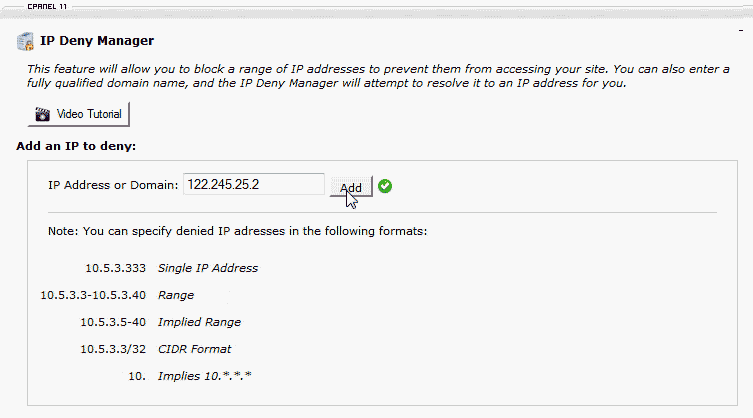 CPANEL 11
IP Deny Manager
This feature will allow you to block a range of IP addresses to prevent them from accessing your site. You can also enter a
fully qualified domain name, and the IP Deny Manager will attempt to resolve it to an IP address for you.
Video Tutorial
Add an IP to deny:
IP Address or Domain: 122.245.25.2 Add
Note: You can specify denied IP adresses in the following formats:
10.5.3.333 Single IP Address
10.5.3.3-10.5.3.40 Range
10.5.3.5-40 Implied Range
10.5.3.3/32 CIDR Format
10. Implies 10.*.*.*